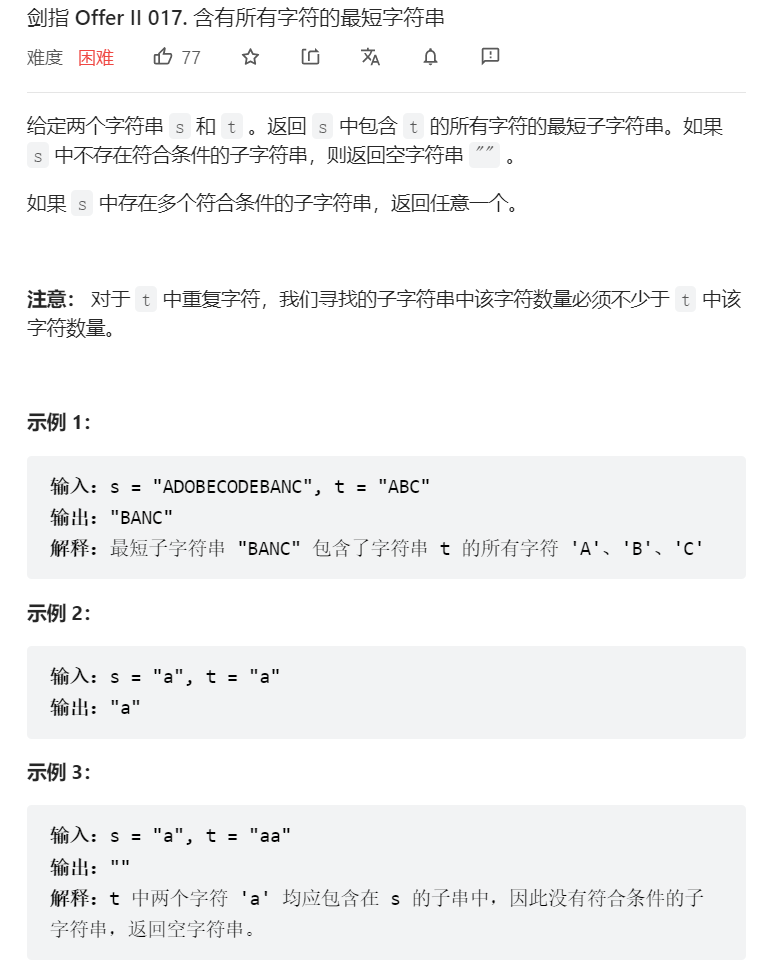 剑指 Offer II 017. 含有所有字符的最短字符串
难度 困难 77
给定两个字符串 s 和 t 。返回 s 中包含 t 的所有字符的最短子字符串。如果
s 中不存在符合条件的子字符串，则返回空字符串 "" 。
如果 s 中存在多个符合条件的子字符串，返回任意一个。
注意： 对于 t 中重复字符，我们寻找的子字符串中该字符数量必须不少于 t 中该
字符数量。
示例 1：
输入：s = "ADOBECODEBANC", t = "ABC"
输出："BANC"
解释：最短子字符串 "BANC" 包含了字符串 t 的所有字符 'A'、'B'、'C'
示例 2：
输入：s = "a", t = "a"
输出："a"
示例 3：
输入：s = "a", t = "aa"
输出：""
解释：t 中两个字符 'a' 均应包含在 s 的子串中，因此没有符合条件的子
字符串，返回空字符串。